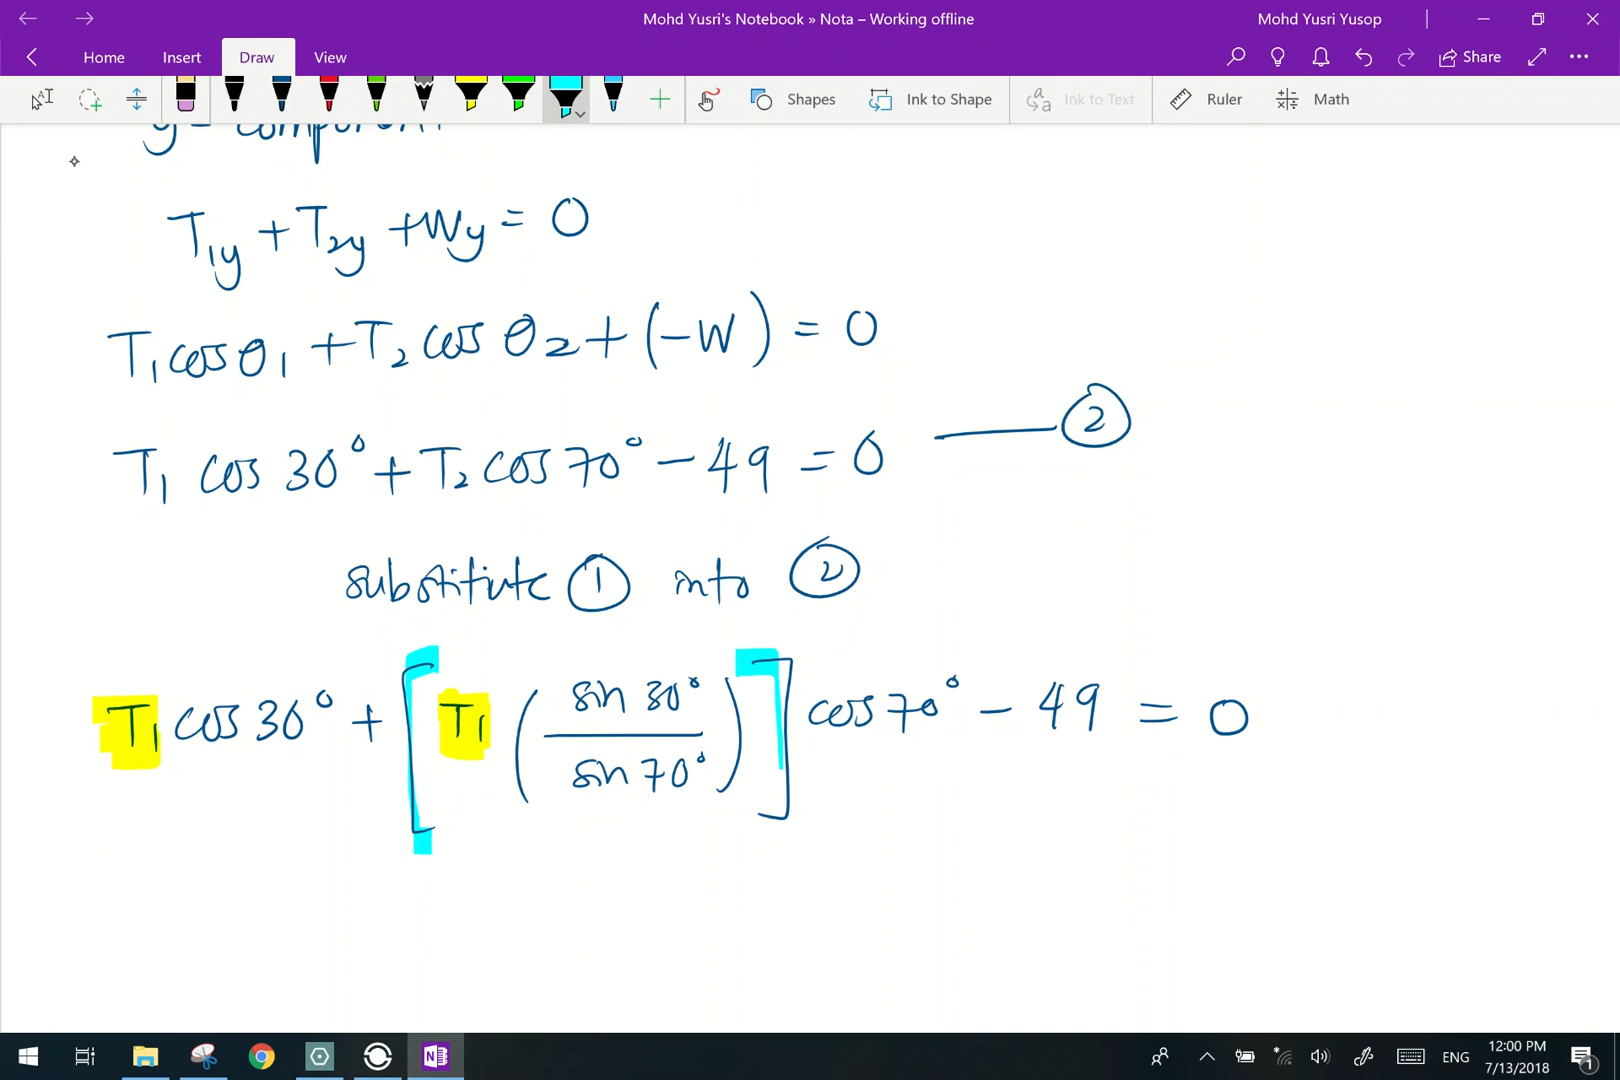 Mohd Yusri's Notebook » Nota – Working offline
Mohd Yusri Yusop
Home Insert Draw View
Share
Shapes Ink to Shape Ink to Text Ruler Math
y - component
T₁y + T₂y + Wy = 0
T₁ cos θ₁ + T₂ cos θ₂ + (-W) = 0
T₁ cos 30° + T₂ cos 70° - 49 = 0 —— ②
substitute ① into ②
T₁ cos 30° + [T₁ (sin 30° / sin 70°)] cos 70° - 49 = 0
ENG
12:00 PM
7/13/2018
1